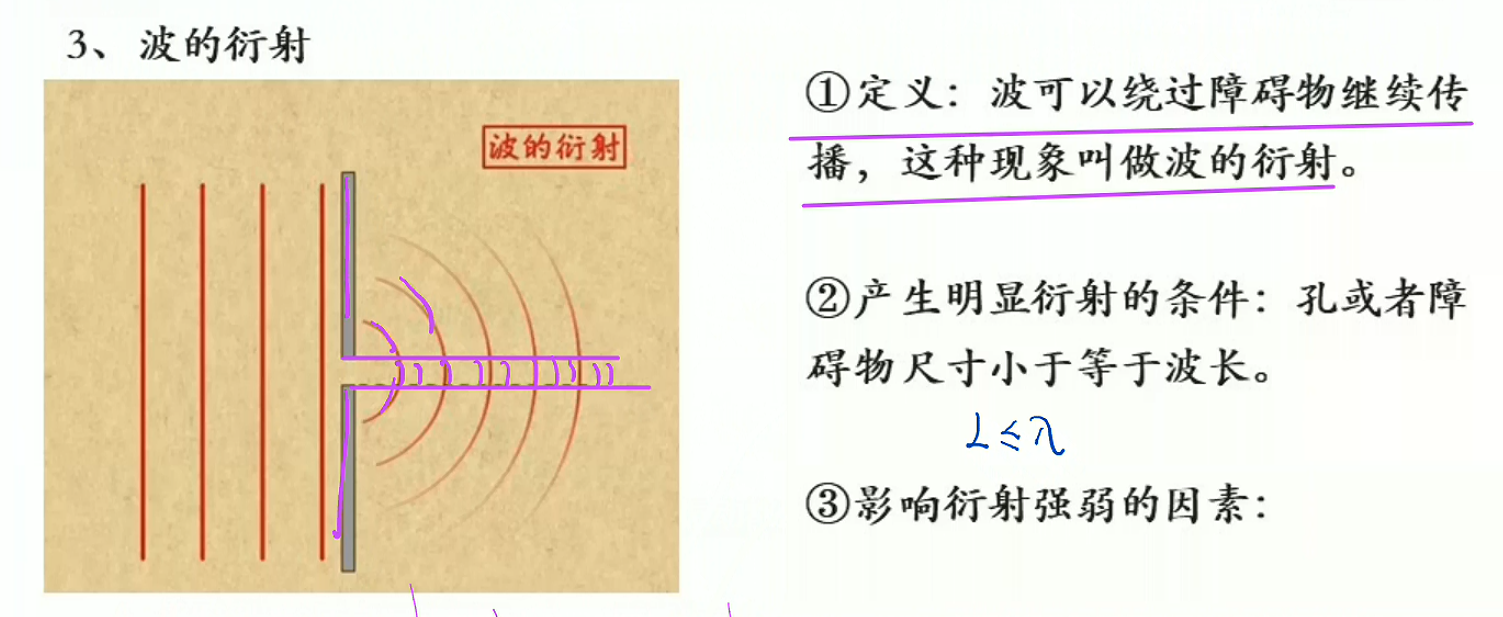 3、波的衍射
波的衍射
①定义：波可以绕过障碍物继续传
播，这种现象叫做波的衍射。
②产生明显衍射的条件：孔或者障
碍物尺寸小于等于波长。
L≤λ
③影响衍射强弱的因素：